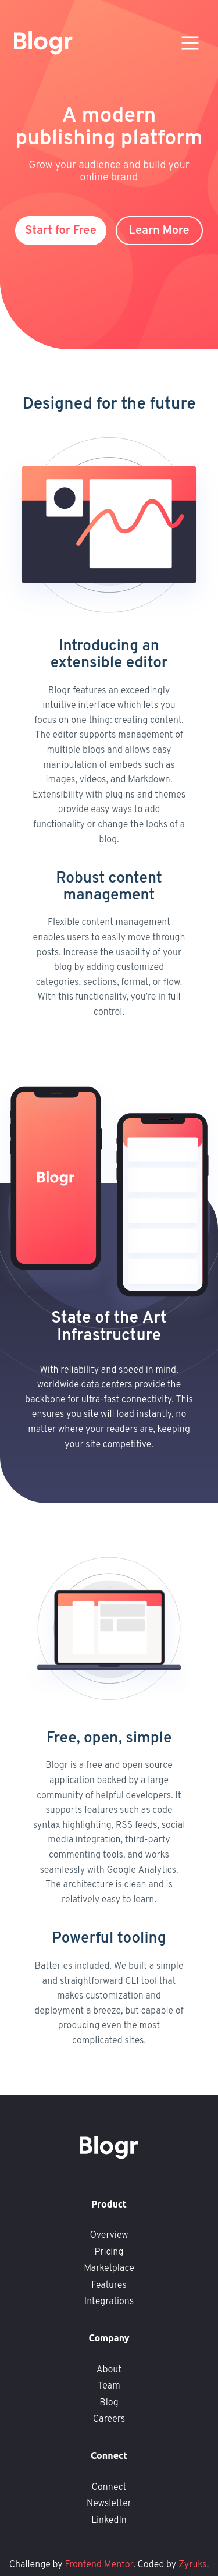 Blogr
A modern
publishing platform
Grow your audience and build your
online brand
Start for Free
Learn More
Designed for the future
Introducing an
extensible editor
Blogr features an exceedingly
intuitive interface which lets you
focus on one thing: creating content.
The editor supports management of
multiple blogs and allows easy
manipulation of embeds such as
images, videos, and Markdown.
Extensibility with plugins and themes
provide easy ways to add
functionality or change the looks of a
blog.
Robust content
management
Flexible content management
enables users to easily move through
posts. Increase the usability of your
blog by adding customized
categories, sections, format, or flow.
With this functionality, you're in full
control.
Blogr
State of the Art
Infrastructure
With reliability and speed in mind,
worldwide data centers provide the
backbone for ultra-fast connectivity. This
ensures you site will load instantly, no
matter where your readers are, keeping
your site competitive.
Free, open, simple
Blogr is a free and open source
application backed by a large
community of helpful developers. It
supports features such as code
syntax highlighting, RSS feeds, social
media integration, third-party
commenting tools, and works
seamlessly with Google Analytics.
The architecture is clean and is
relatively easy to learn.
Powerful tooling
Batteries included. We built a simple
and straightforward CLI tool that
makes customization and
deployment a breeze, but capable of
producing even the most
complicated sites.
Blogr
Product
Overview
Pricing
Marketplace
Features
Integrations
Company
About
Team
Blog
Careers
Connect
Connect
Newsletter
LinkedIn
Challenge by Frontend Mentor. Coded by Zyruks.